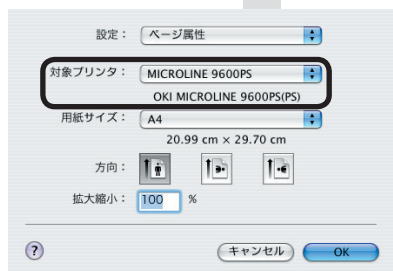 設定： ページ属性
対象プリンタ： MICROLINE 9600PS
OKI MICROLINE 9600PS(PS)
用紙サイズ： A4
20.99 cm × 29.70 cm
方向：
拡大縮小： 100 %
? キャンセル OK